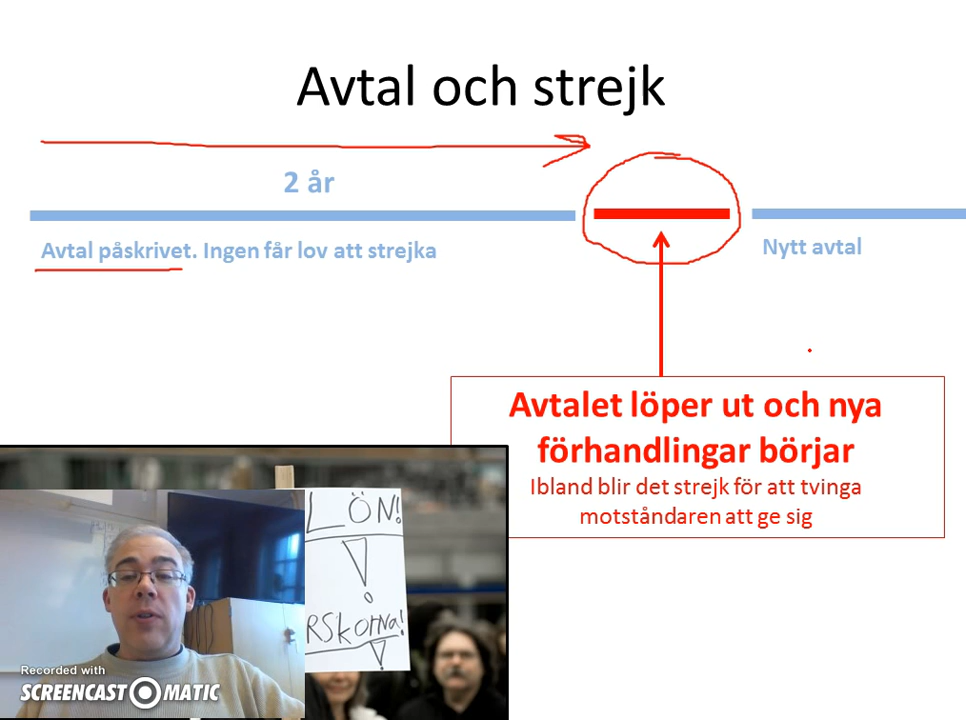 Avtal och strejk
2 år
Avtal påskrivet. Ingen får lov att strejka
Nytt avtal
Avtalet löper ut och nya
förhandlingar börjar
Ibland blir det strejk för att tvinga
motståndaren att ge sig
LÖN!
RSKORNA!
Recorded with
SCREENCAST-O-MATIC